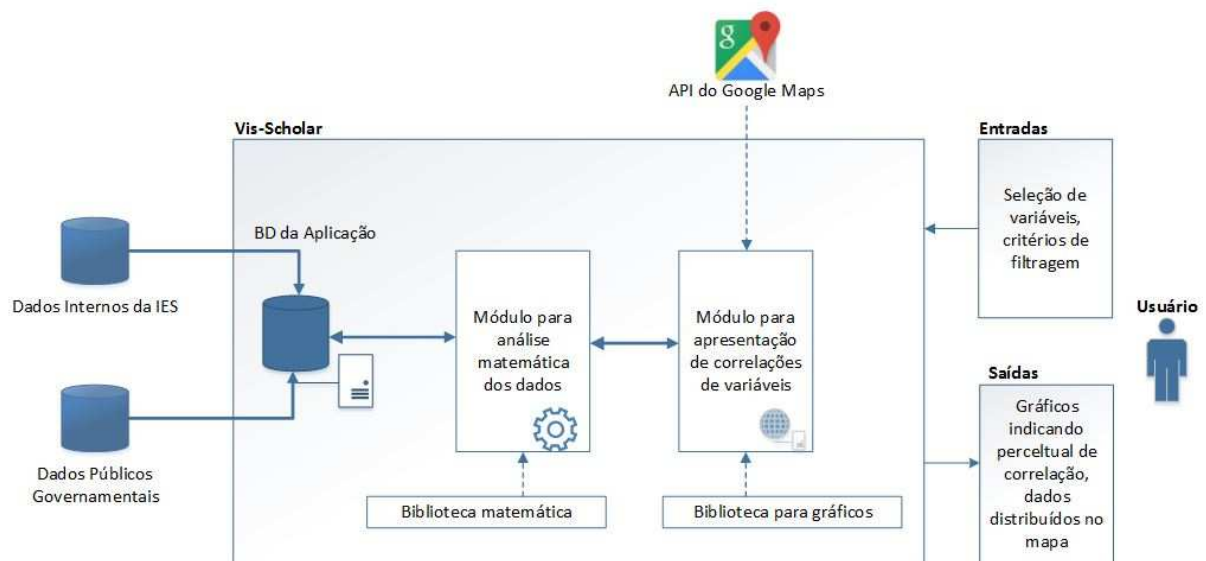 g
API do Google Maps
Vis-Scholar
Entradas
Seleção de
variáveis,
critérios de
filtragem
BD da Aplicação
Dados Internos da IES
Módulo para
análise
matemática
dos dados
Módulo para
apresentação
de correlações
de variáveis
Usuário
Saídas
Gráficos
indicando
perceltual de
correlação,
dados
distribuídos no
mapa
Dados Públicos
Governamentais
Biblioteca matemática
Biblioteca para gráficos